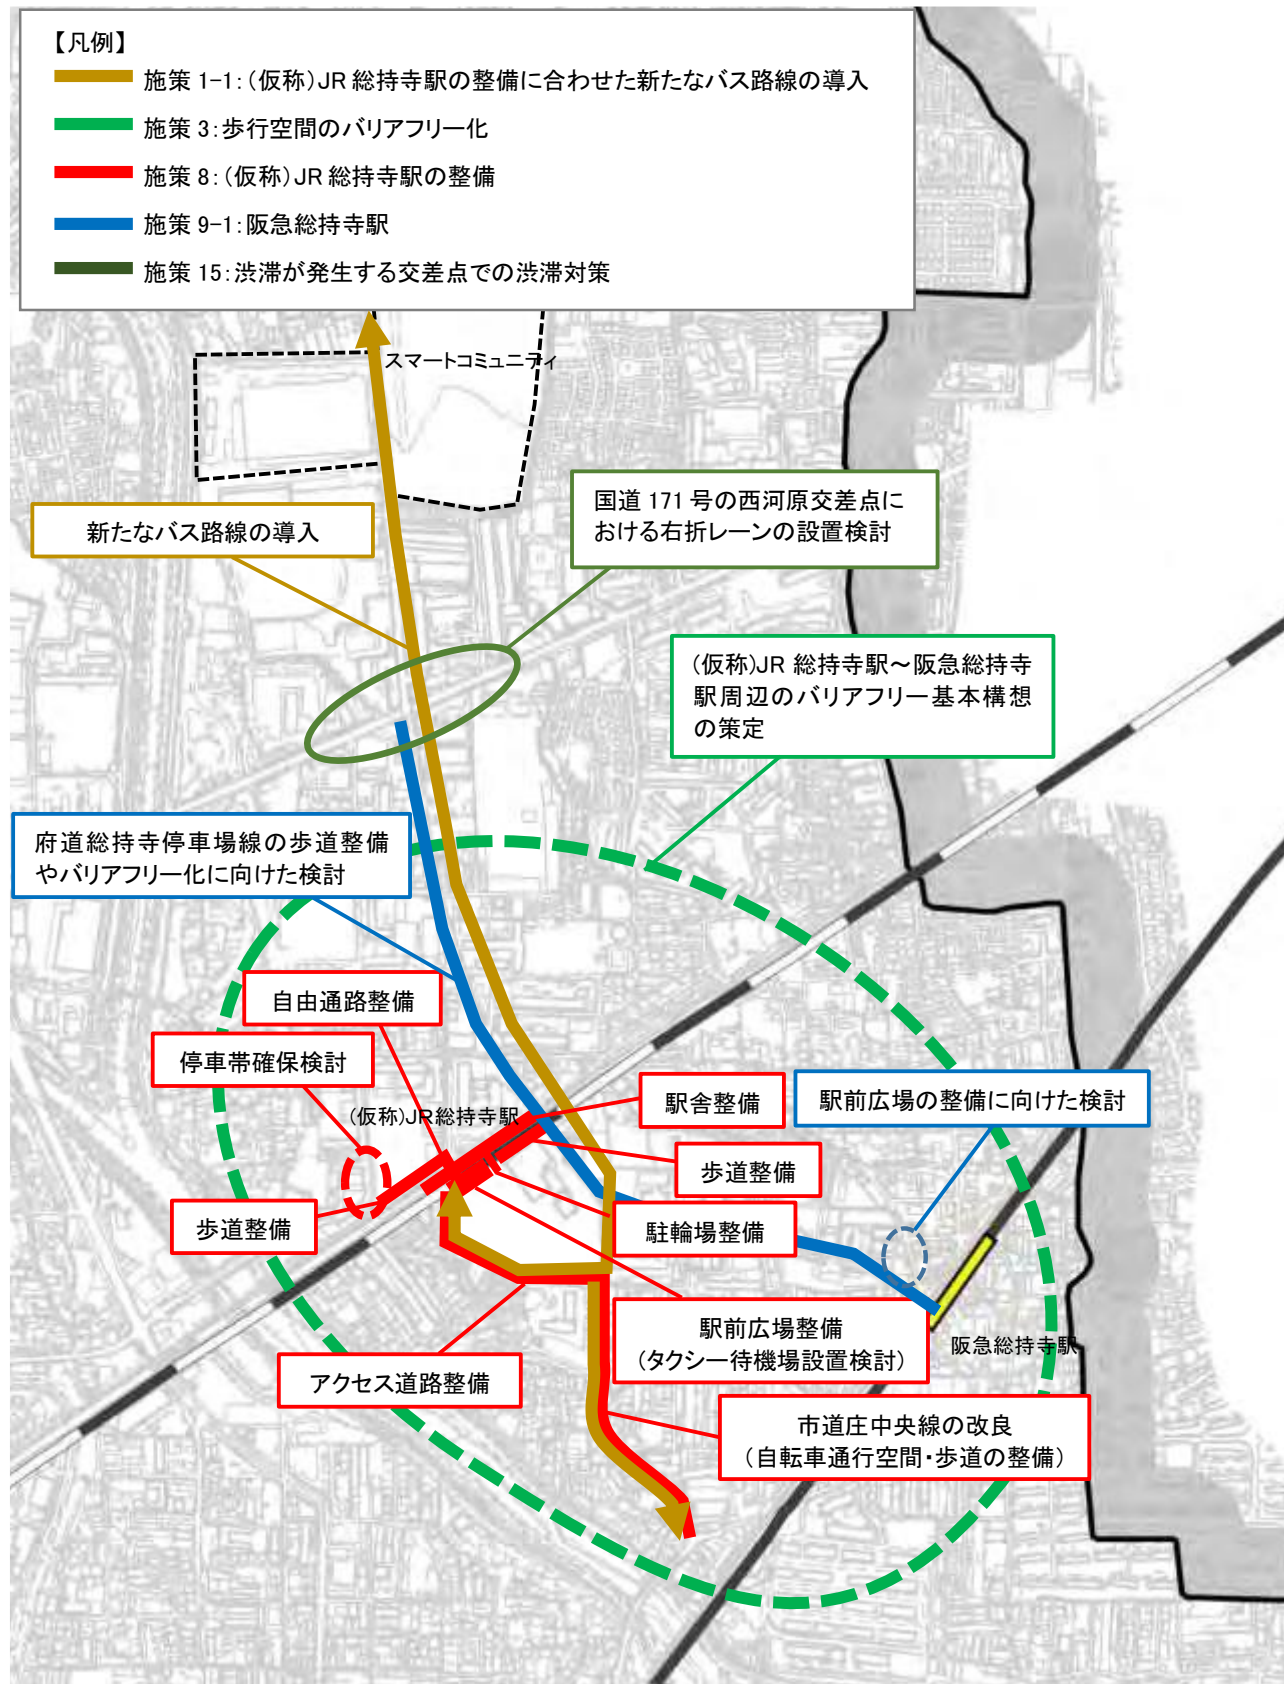 【凡例】
施策 1-1:(仮称)JR 総持寺駅の整備に合わせた新たなバス路線の導入
施策 3:歩行空間のバリアフリー化
施策 8:(仮称)JR 総持寺駅の整備
施策 9-1:阪急総持寺駅
施策 15:渋滞が発生する交差点での渋滞対策
スマートコミュニティ
国道 171 号の西河原交差点に
おける右折レーンの設置検討
新たなバス路線の導入
(仮称)JR 総持寺駅～阪急総持寺
駅周辺のバリアフリー基本構想
の策定
府道総持寺停車場線の歩道整備
やバリアフリー化に向けた検討
自由通路整備
停車帯確保検討
(仮称)JR総持寺駅
駅舎整備
駅前広場の整備に向けた検討
歩道整備
歩道整備
駐輪場整備
駅前広場整備
(タクシー待機場設置検討)
阪急総持寺駅
アクセス道路整備
市道庄中央線の改良
(自転車通行空間・歩道の整備)